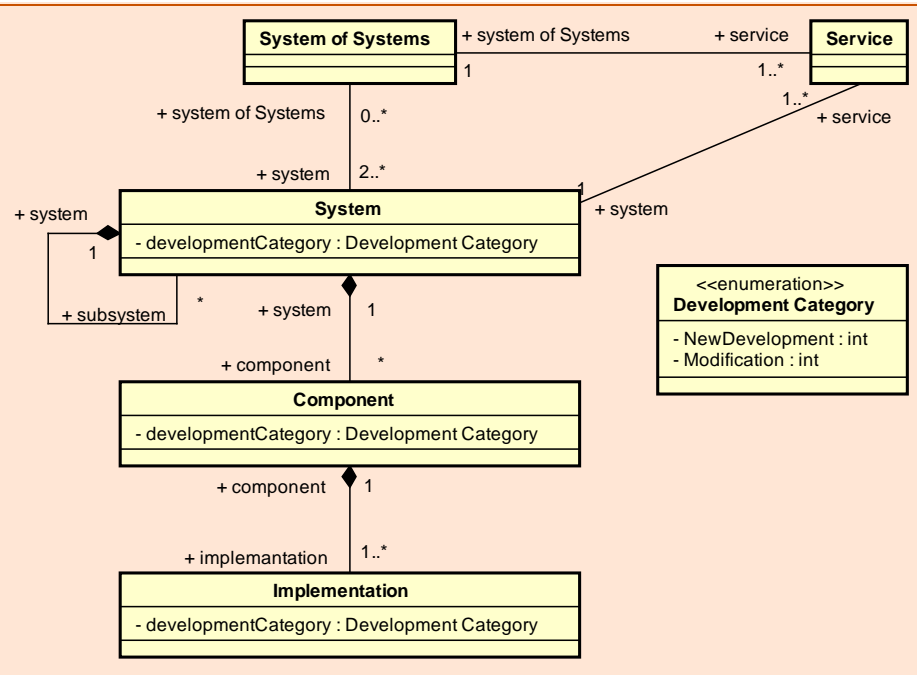 System of Systems
+ system of Systems
+ service
Service
1
1..*
+ system of Systems
0..*
1..*
+ service
+ system
2..*
1
+ system
System
- developmentCategory : Development Category
+ system
1
+ subsystem
*
+ system
1
+ component
*
<<enumeration>>
Development Category
- NewDevelopment : int
- Modification : int
Component
- developmentCategory : Development Category
+ component
1
+ implemantation
1..*
Implementation
- developmentCategory : Development Category